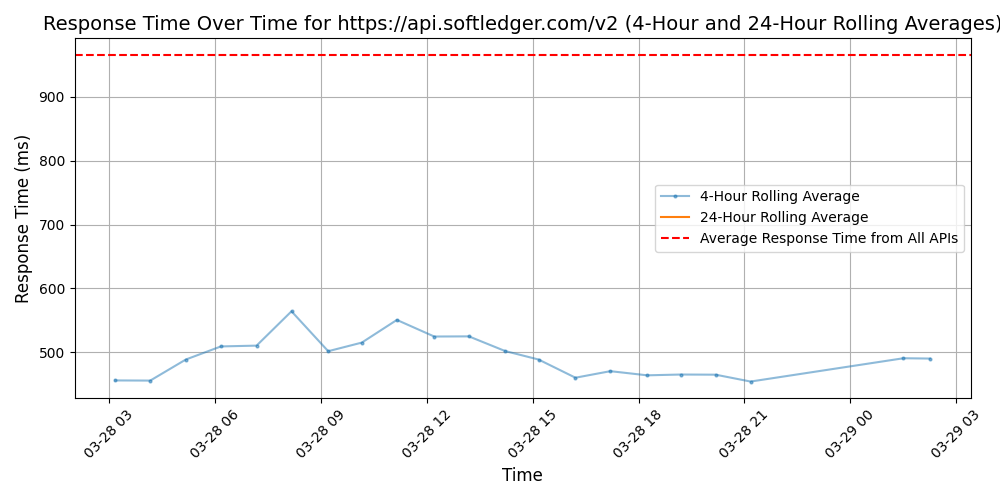 Response Time Over Time for https://api.softledger.com/v2 (4-Hour and 24-Hour Rolling Averages)
Response Time (ms)
900
800
700
600
500
4-Hour Rolling Average
24-Hour Rolling Average
Average Response Time from All APIs
03-28 03
03-28 06
03-28 09
03-28 12
03-28 15
03-28 18
03-28 21
03-29 00
03-29 03
Time